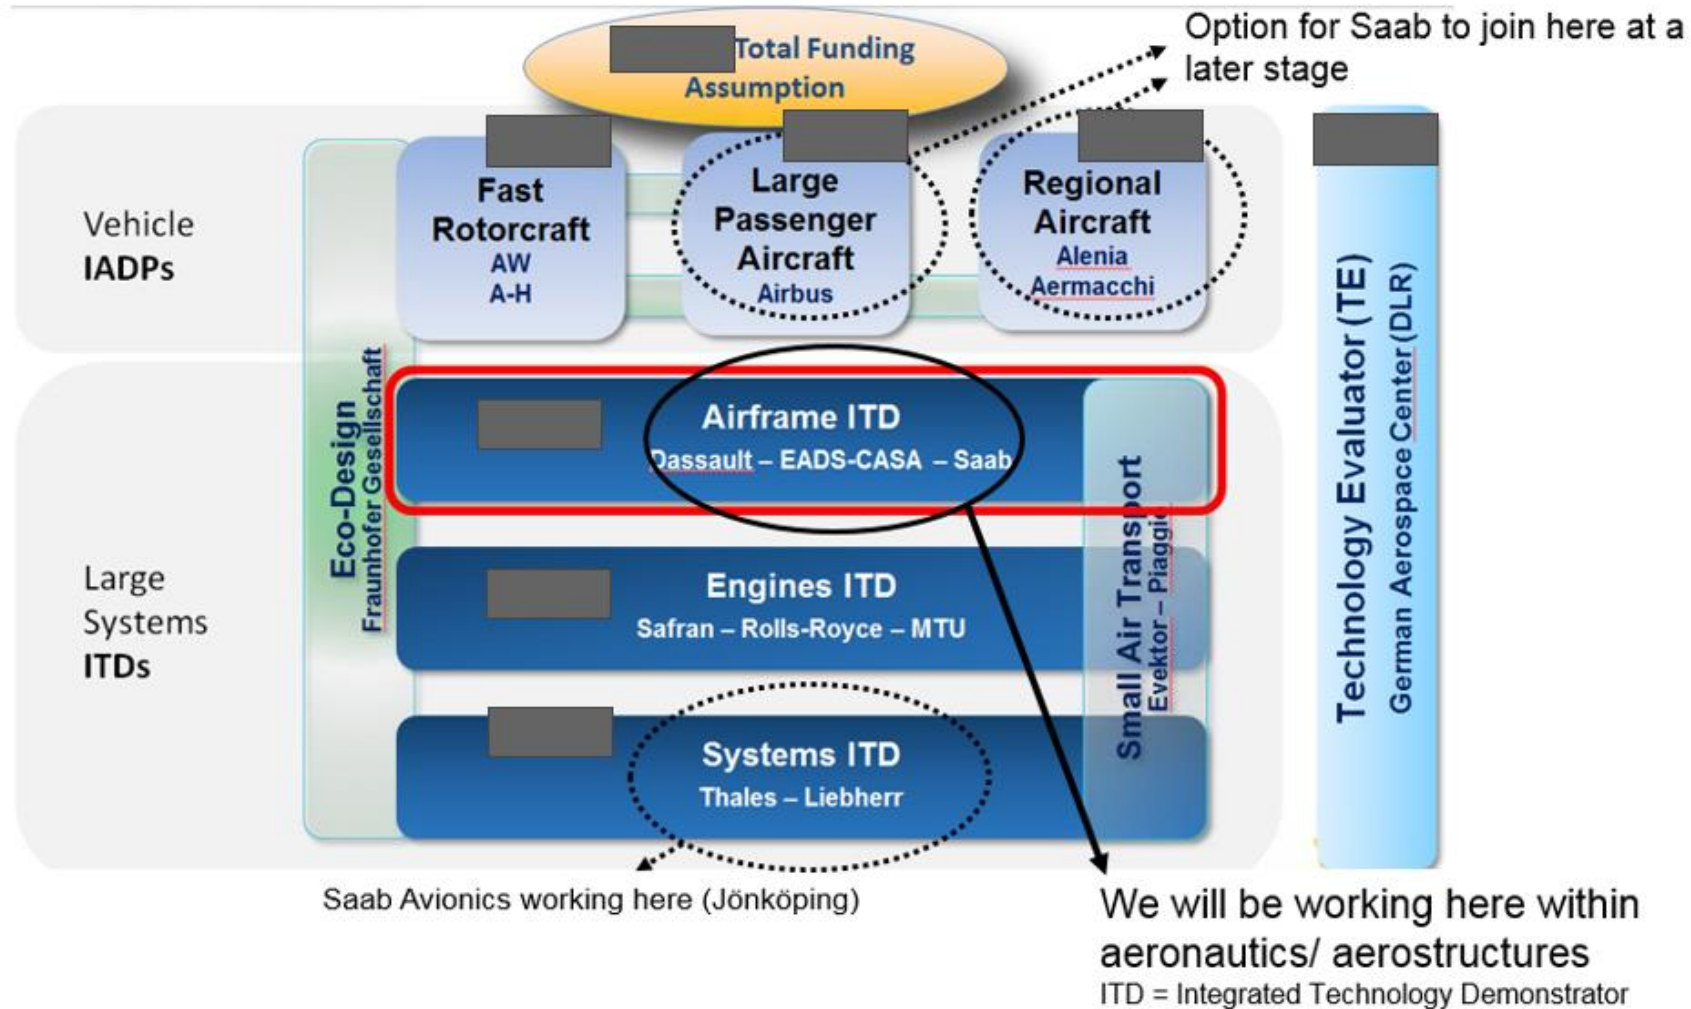 Total Funding
Assumption
Option for Saab to join here at a
later stage
Vehicle
IADPs
Fast
Rotorcraft
AW
A-H
Large
Passenger
Aircraft
Airbus
Regional
Aircraft
Alenia
Aermacchi
Large
Systems
ITDs
Eco-Design
Fraunhofer Gesellschaft
Airframe ITD
Dassault – EADS-CASA – Saab
Engines ITD
Safran – Rolls-Royce – MTU
Systems ITD
Thales – Liebherr
Small Air Transport
Evektor – Piaggio
Technology Evaluator (TE)
German Aerospace Center (DLR)
Saab Avionics working here (Jönköping)
We will be working here within
aeronautics/ aerostructures
ITD = Integrated Technology Demonstrator